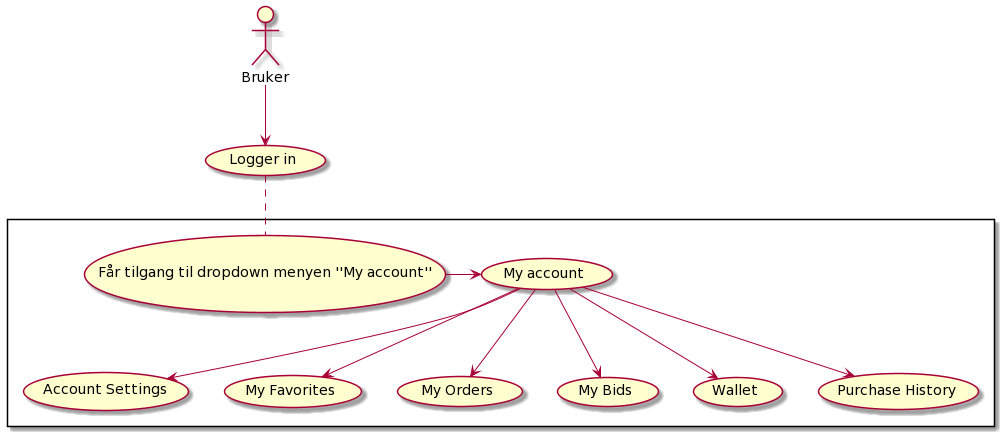 Bruker
Logger in
Får tilgang til dropdown menyen ''My account''
My account
Account Settings
My Favorites
My Orders
My Bids
Wallet
Purchase History